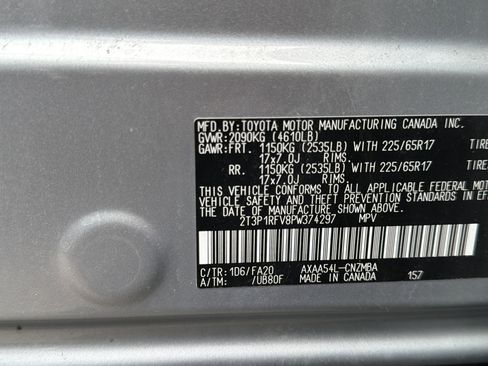 MFD.BY:TOYOTA MOTOR MANUFACTURING CANADA INC.
GVWR:2090KG (4610LB)
GAWR:FRT. 1150KG (2535LB) WITH 225/65R17 TIRE
17x7.0J RIMS.
RR. 1150KG (2535LB) WITH 225/65R17 TIRE
17x7.0J RIMS.
THIS VEHICLE CONFORMS TO ALL APPLICABLE FEDERAL MOTOR
VEHICLE SAFETY AND THEFT PREVENTION STANDARDS IN EFF
THE DATE OF MANUFACTURE SHOWN ABOVE.
2T3P1RFV8PW374297 MPV
C/TR:1D6/FA20 AXAA54L-CNZMBA
A/TM: /UB80F MADE IN CANADA 157